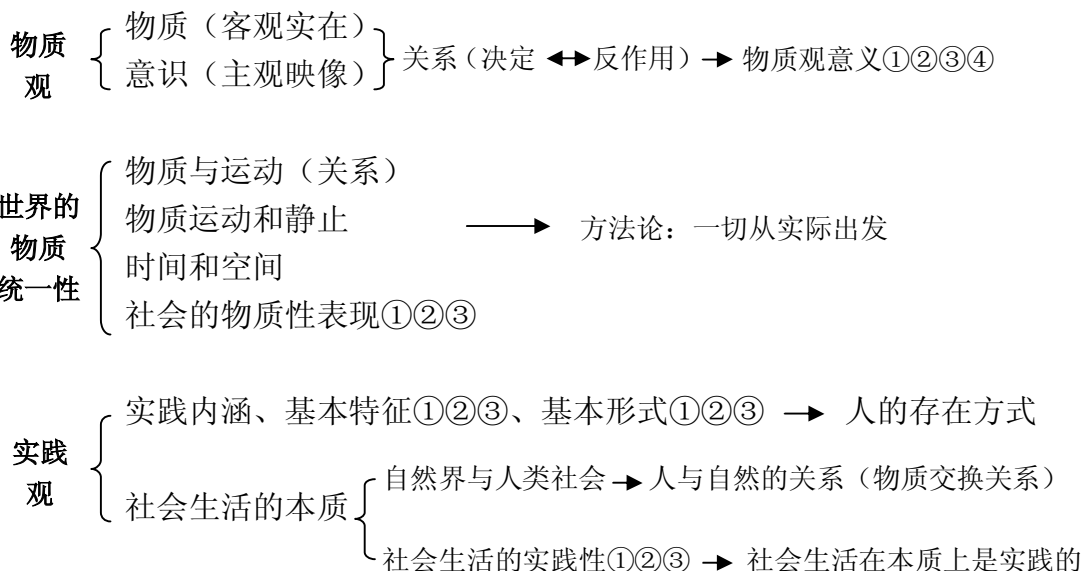 物质观
物质（客观实在）
意识（主观映像）
关系（决定 ↔反作用）→ 物质观意义①②③④
世界的物质统一性
物质与运动（关系）
物质运动和静止
时间和空间
社会的物质性表现①②③
→ 方法论：一切从实际出发
实践观
实践内涵、基本特征①②③、基本形式①②③ → 人的存在方式
社会生活的本质
自然界与人类社会 → 人与自然的关系（物质交换关系）
社会生活的实践性①②③ → 社会生活在本质上是实践的